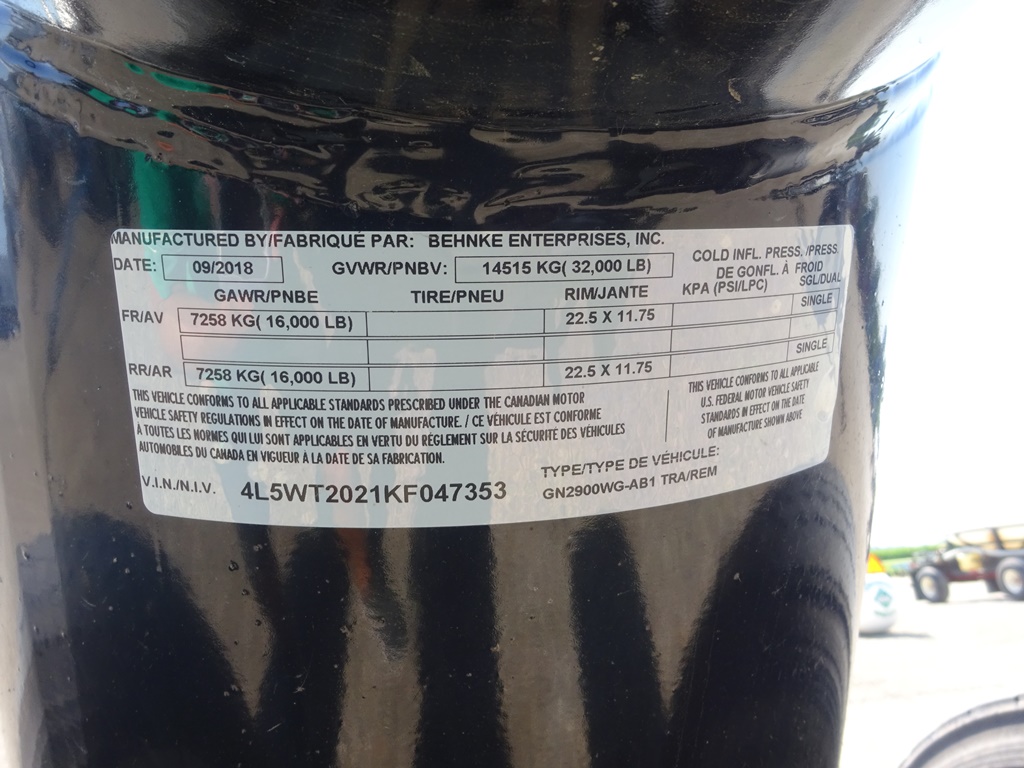 MANUFACTURED BY/FABRIQUÉ PAR: BEHNKE ENTERPRISES, INC.
DATE: 09/2018 GVWR/PNBV: 14515 KG( 32,000 LB) COLD INFL. PRESS. /PRESS.
DE GONFL. À FROID
GAWR/PNBE TIRE/PNEU RIM/JANTE KPA (PSI/LPC) SGL/DUAL
FR/AV 7258 KG( 16,000 LB) 22.5 X 11.75 SINGLE
RR/AR 7258 KG( 16,000 LB) 22.5 X 11.75 SINGLE
THIS VEHICLE CONFORMS TO ALL APPLICABLE STANDARDS PRESCRIBED UNDER THE CANADIAN MOTOR
VEHICLE SAFETY REGULATIONS IN EFFECT ON THE DATE OF MANUFACTURE. / CE VÉHICULE EST CONFORME
À TOUTES LES NORMES QUI LUI SONT APPLICABLES EN VERTU DU RÉGLEMENT SUR LA SÉCURITÉ DES VÉHICULES
AUTOMOBILES DU CANADA EN VIGUEUR À LA DATE DE SA FABRICATION.
THIS VEHICLE CONFORMS TO ALL APPLICABLE
U.S. FEDERAL MOTOR VEHICLE SAFETY
STANDARDS IN EFFECT ON THE DATE
OF MANUFACTURE SHOWN ABOVE
V.I.N./N.I.V. 4L5WT2021KF047353
TYPE/TYPE DE VÉHICULE:
GN2900WG-AB1 TRA/REM